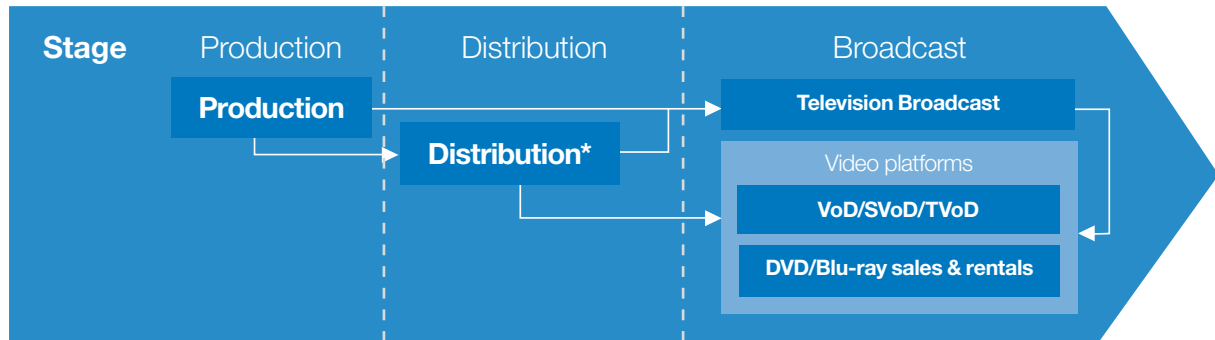 Stage Production Distribution Broadcast
Production
Television Broadcast
Distribution*
Video platforms
VoD/SVoD/TVoD
DVD/Blu-ray sales & rentals